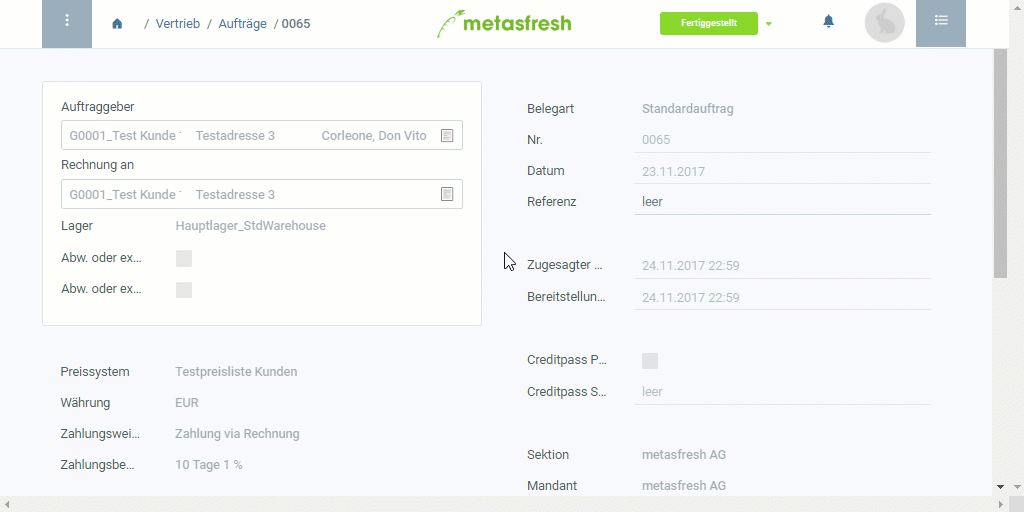 / Vertrieb / Aufträge / 0065
metasfresh
Fertiggestellt
Auftraggeber
G0001_Test Kunde Testadresse 3 Corleone, Don Vito
Rechnung an
G0001_Test Kunde Testadresse 3
Lager Hauptlager_StdWarehouse
Abw. oder ex...
Abw. oder ex...
Preissystem Testpreisliste Kunden
Währung EUR
Zahlungswei... Zahlung via Rechnung
Zahlungsbe... 10 Tage 1 %
Belegart Standardauftrag
Nr. 0065
Datum 23.11.2017
Referenz leer
Zugesagter ... 24.11.2017 22:59
Bereitstellun... 24.11.2017 22:59
Creditpass P...
Creditpass S... leer
Sektion metasfresh AG
Mandant metasfresh AG